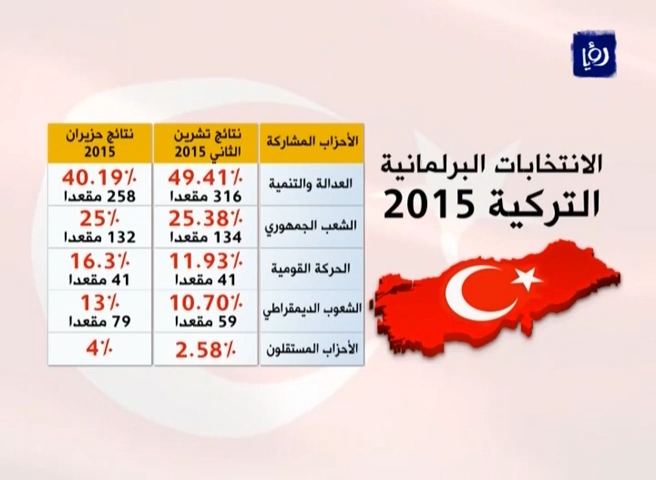 رؤيا
الانتخابات البرلمانية
التركية 2015
الأحزاب المشاركة
نتائج تشرين
الثاني 2015
نتائج حزيران
2015
العدالة والتنمية
49.41%
316 مقعدا
40.19%
258 مقعدا
الشعب الجمهوري
25.38%
134 مقعدا
25%
132 مقعدا
الحركة القومية
11.93%
41 مقعدا
16.3%
41 مقعدا
الشعوب الديمقراطي
10.70%
59 مقعدا
13%
79 مقعدا
الأحزاب المستقلون
2.58%
4%